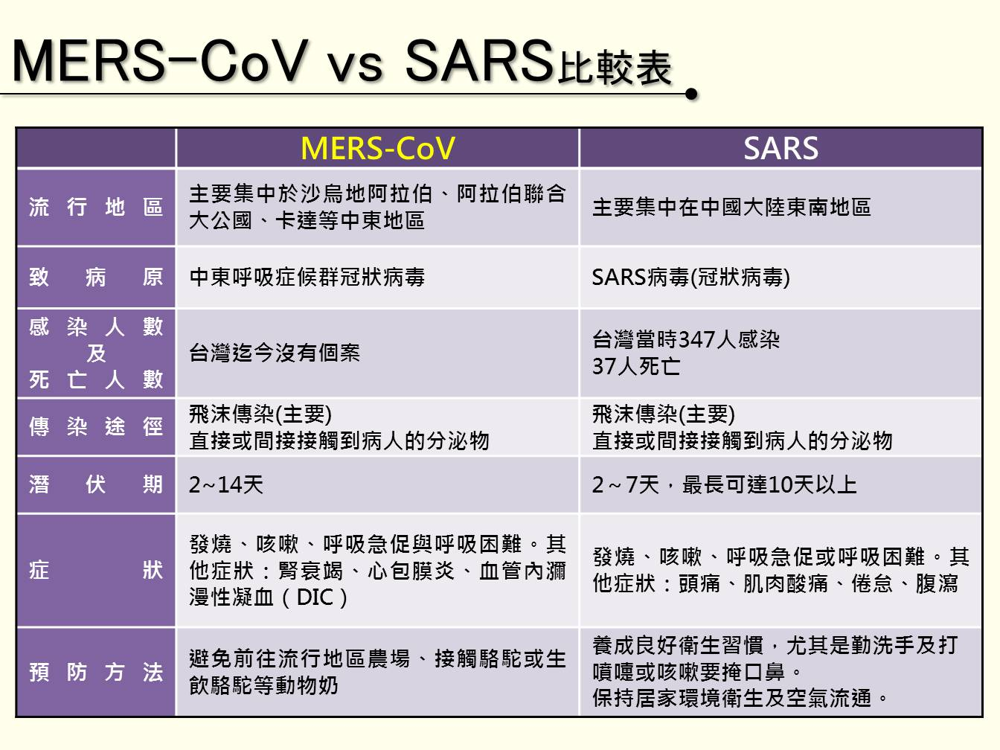 MERS-CoV vs SARS比較表
MERS-CoV
SARS
流行地區
主要集中於沙烏地阿拉伯、阿拉伯聯合
大公國、卡達等中東地區
主要集中在中國大陸東南地區
致病原
中東呼吸症候群冠狀病毒
SARS病毒(冠狀病毒)
感染人數
及
死亡人數
台灣迄今沒有個案
台灣當時347人感染
37人死亡
傳染途徑
飛沫傳染(主要)
直接或間接接觸到病人的分泌物
飛沫傳染(主要)
直接或間接接觸到病人的分泌物
潛伏期
2~14天
2～7天，最長可達10天以上
症狀
發燒、咳嗽、呼吸急促與呼吸困難。其
他症狀：腎衰竭、心包膜炎、血管內瀰
漫性凝血（DIC）
發燒、咳嗽、呼吸急促或呼吸困難。其
他症狀：頭痛、肌肉酸痛、倦怠、腹瀉
預防方法
避免前往流行地區農場、接觸駱駝或生
飲駱駝等動物奶
養成良好衛生習慣，尤其是勤洗手及打
噴嚏或咳嗽要掩口鼻。
保持居家環境衛生及空氣流通。